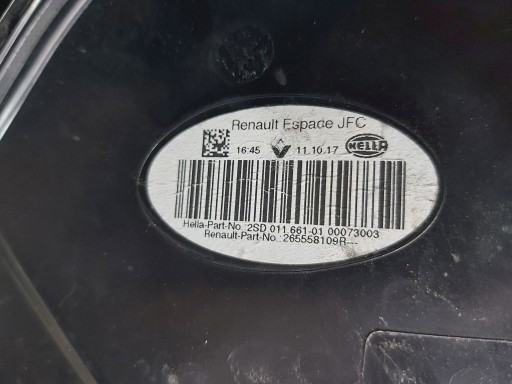 Renault Espace JFC
16:45 11.10.17 HELLA
Hella-Part-No. 2SD 011.661-01 00073003
Renault-Part-No.:265558109R---